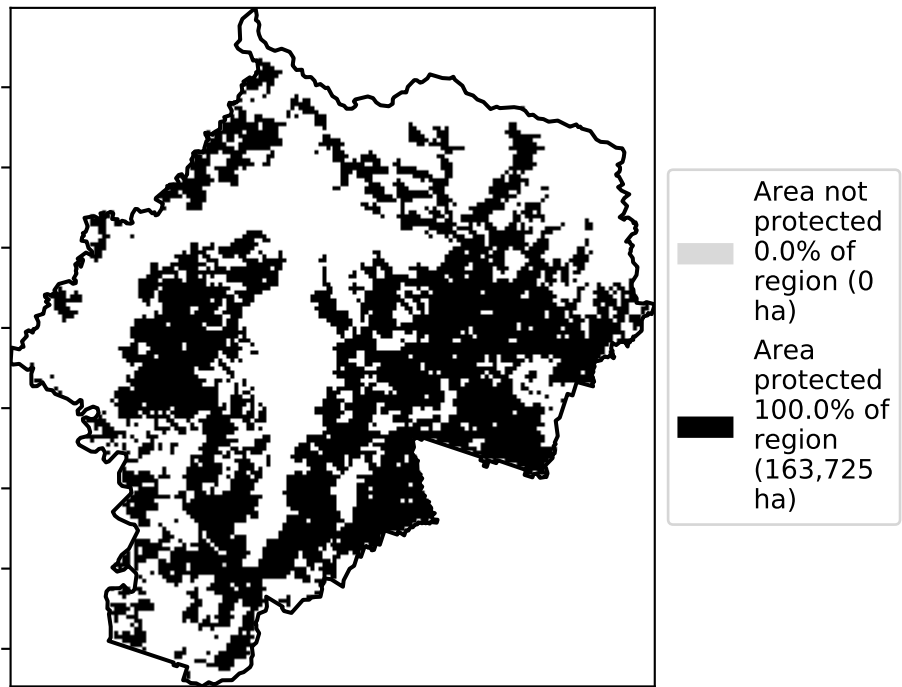 Area not
protected
0.0% of
region (0
ha)
Area
protected
100.0% of
region
(163,725
ha)